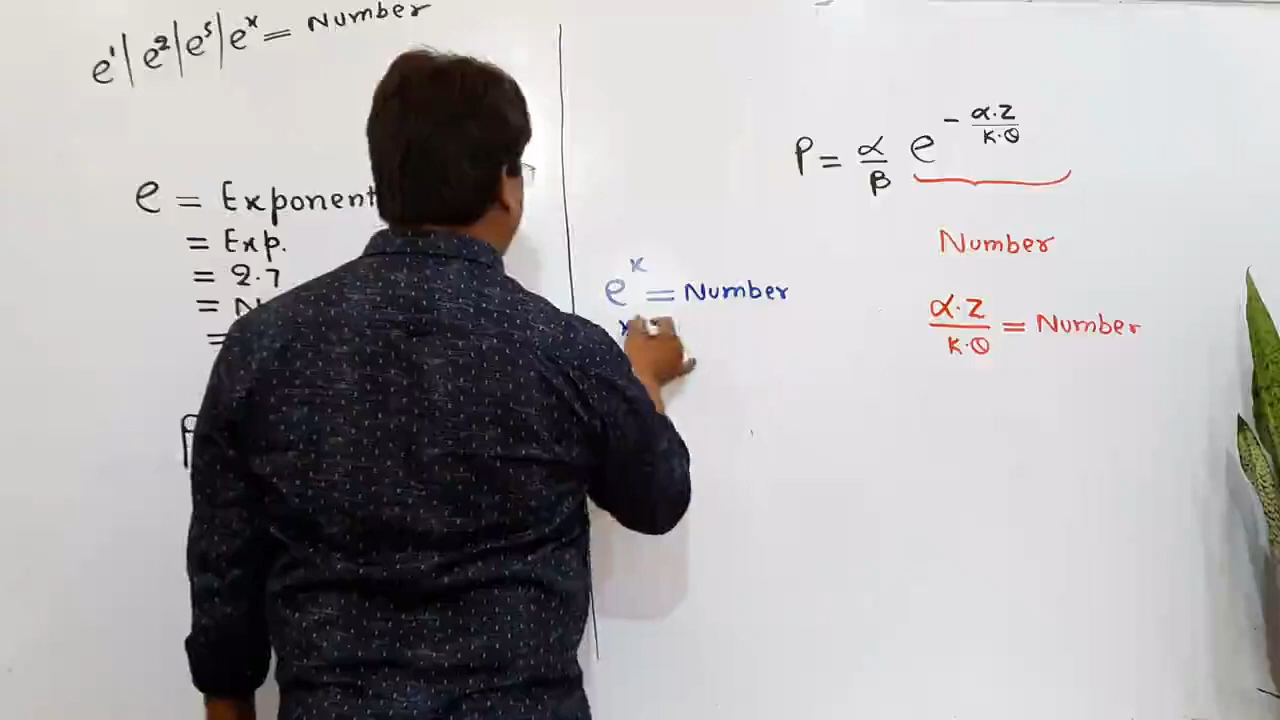 e¹ | e² | e⁵ | eˣ = Number
e = Exponent
= Exp.
= 2.7
=
=
eˣ = Number
x
P = α/β e^(- α·Z/K·θ)
Number
α·Z/K·θ = Number